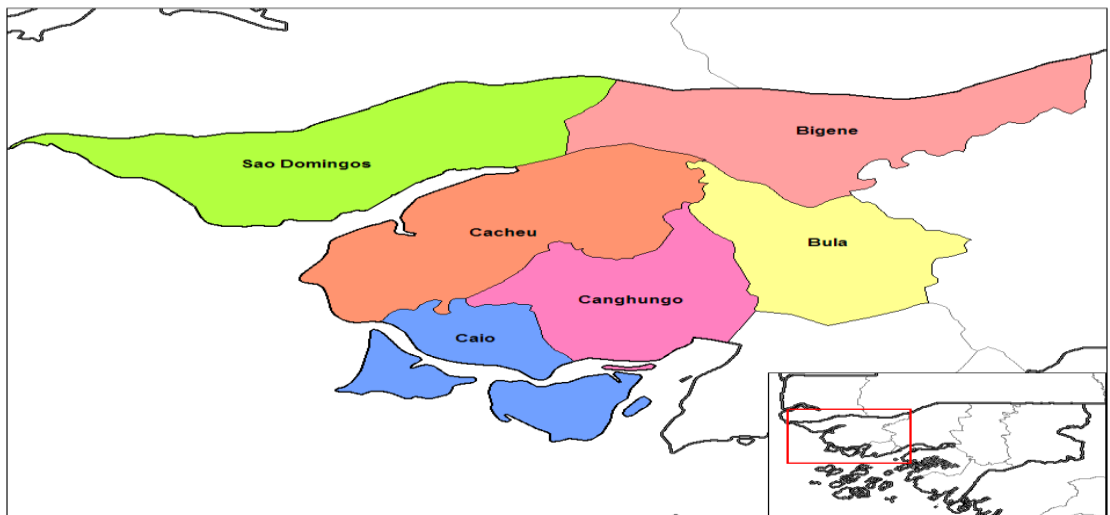 Bigene
Sao Domingos
Cacheu
Bula
Canghungo
Caio